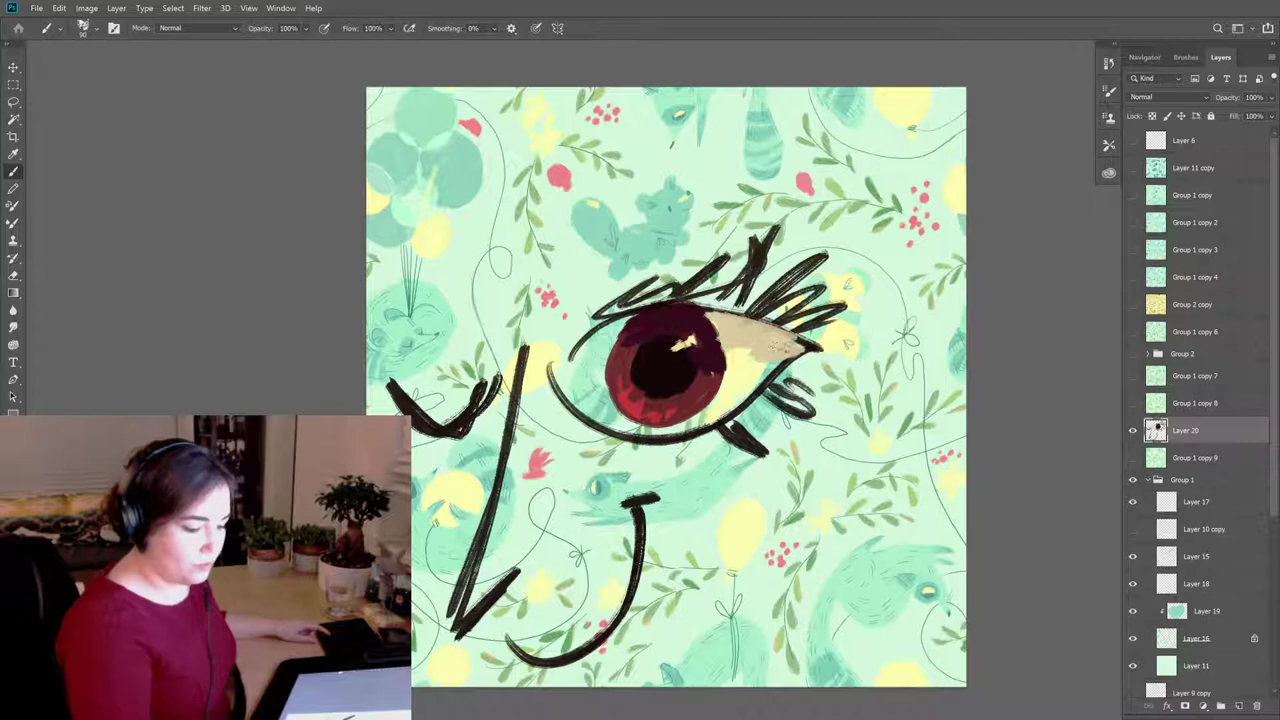 Ps File Edit Image Layer Type Select Filter 3D View Window Help
90 Mode: Normal Opacity: 100% Flow: 100% Smoothing: 0%
Navigator Brushes Layers
Kind
Normal Opacity: 100%
Lock: Fill: 100%
Layer 6
Layer 11 copy
Group 1 copy
Group 1 copy 2
Group 1 copy 3
Group 1 copy 4
Group 2 copy
Group 1 copy 6
Group 2
Group 1 copy 7
Group 1 copy 8
Layer 20
Group 1 copy 9
Group 1
Layer 17
Layer 10 copy
Layer 15
Layer 18
Layer 19
Layer 16
Layer 11
Layer 9 copy
fx